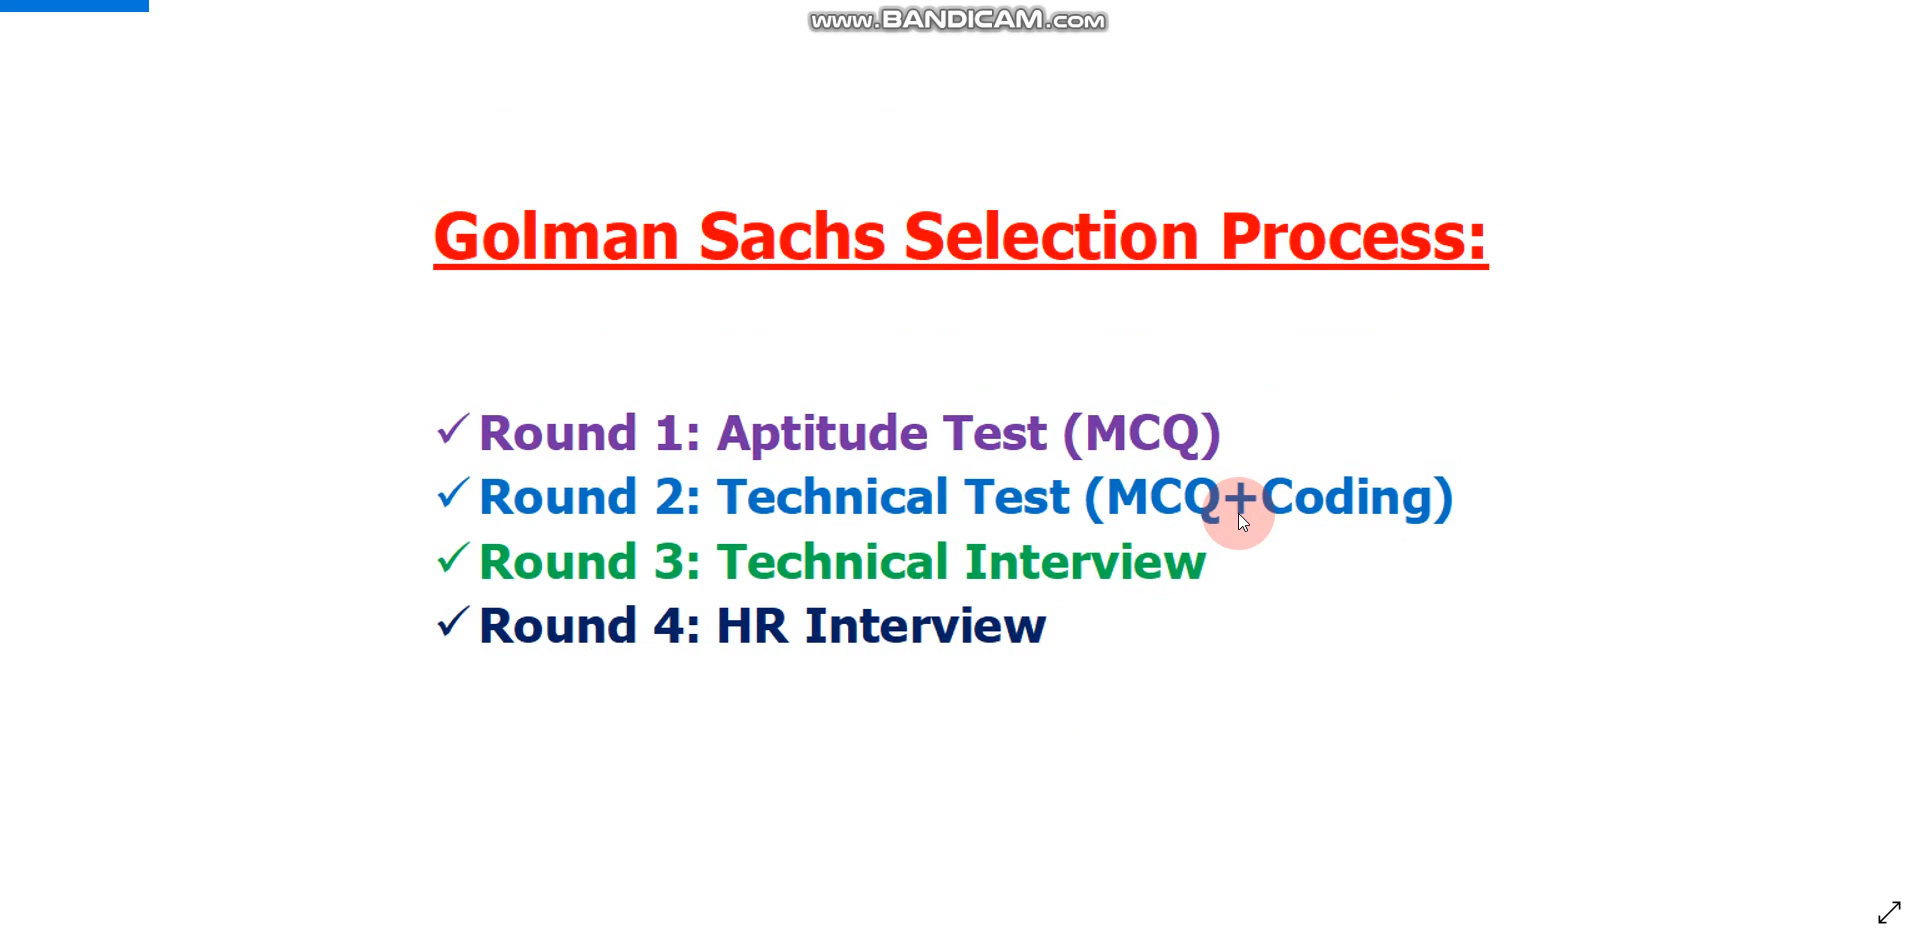 www.BANDICAM.com
Golman Sachs Selection Process:
✓ Round 1: Aptitude Test (MCQ)
✓ Round 2: Technical Test (MCQ+Coding)
✓ Round 3: Technical Interview
✓ Round 4: HR Interview